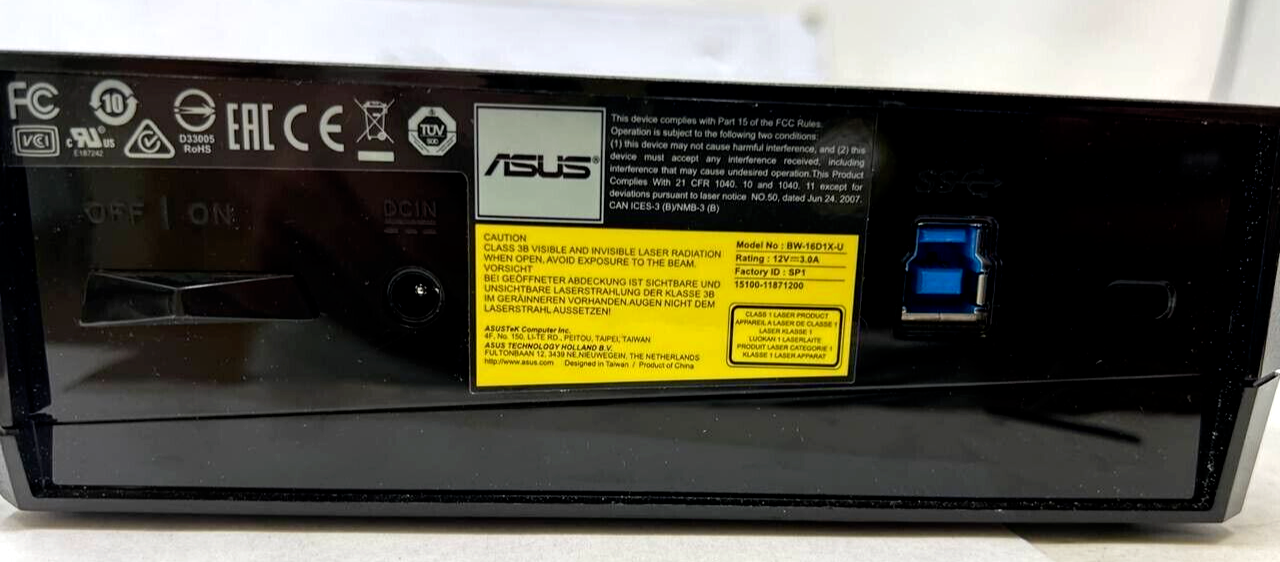 FC
10
D33005
RoHS
EAC
CE
TÜV
SÜD
VCI
c UL US
E187242
OFF | ON
DC IN
ASUS®
This device complies with Part 15 of the FCC Rules.
Operation is subject to the following two conditions:
(1) this device may not cause harmful interference, and (2) this
device must accept any interference received, including
interference that may cause undesired operation.This Product
Complies With 21 CFR 1040. 10 and 1040. 11 except for
deviations pursuant to laser notice NO.50, dated Jun 24. 2007.
CAN ICES-3 (B)/NMB-3 (B)
CAUTION
CLASS 3B VISIBLE AND INVISIBLE LASER RADIATION
WHEN OPEN, AVOID EXPOSURE TO THE BEAM.
VORSICHT
BEI GEÖFFNETER ABDECKUNG IST SICHTBARE UND
UNSICHTBARE LASERSTRAHLUNG DER KLASSE 3B
IM GERÄINNEREN VORHANDEN.AUGEN NICHT DEM
LASERSTRAHL AUSSETZEN!
ASUSTeK Computer Inc.
4F, No. 150, LI-TE RD., PEITOU, TAIPEI, TAIWAN
ASUS TECHNOLOGY HOLLAND B.V.
FULTONBAAN 12, 3439 NE,NIEUWEGEIN, THE NETHERLANDS
http://www.asus.com Designed in Taiwan / Product of China
Model No : BW-16D1X-U
Rating : 12V⎓3.0A
Factory ID : SP1
15100-11871200
CLASS 1 LASER PRODUCT
APPAREIL A LASER DE CLASSE 1
LASER KLASSE 1
LUOKAN 1 LASERLAITE
PRODUIT LASER CATEGORIE 1
KLASSE 1 LASER APPARAT
SS